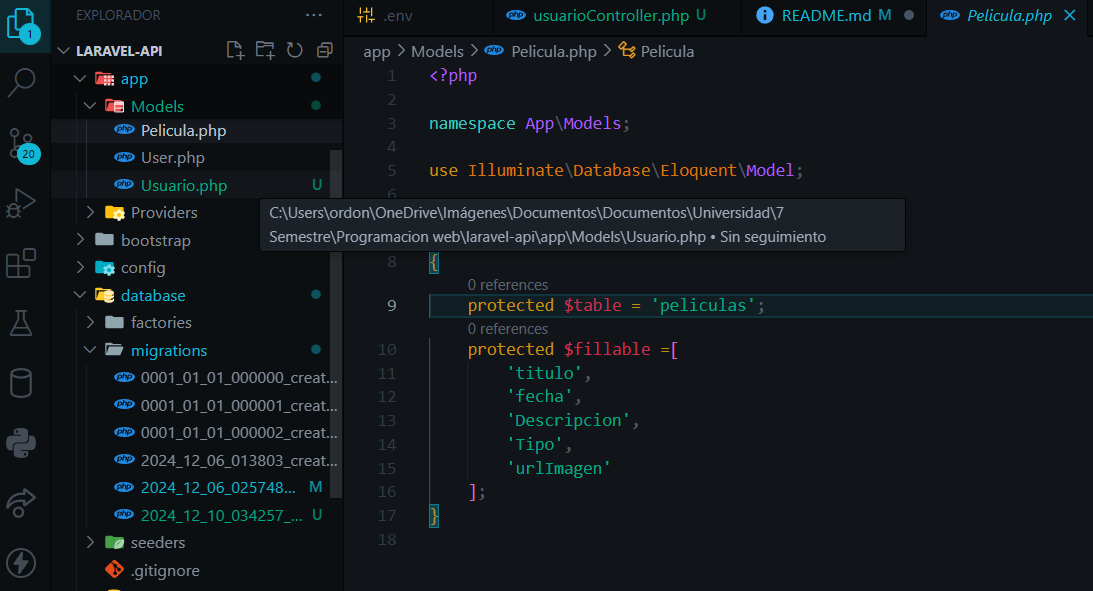 EXPLORADOR
LARAVEL-API
app
Models
Pelicula.php
User.php
Usuario.php U
Providers
bootstrap
config
database
factories
migrations
0001_01_01_000000_creat...
0001_01_01_000001_creat...
0001_01_01_000002_creat...
2024_12_06_013803_creat...
2024_12_06_025748... M
2024_12_10_034257_... U
seeders
.gitignore
1
20
.env
php usuarioController.php U
README.md M
php Pelicula.php
app > Models > php Pelicula.php > Pelicula
1 <?php
2
3 namespace App\Models;
4
5 use Illuminate\Database\Eloquent\Model;
6
C:\Users\ordon\OneDrive\Imágenes\Documentos\Documentos\Universidad\7
Semestre\Programacion web\laravel-api\app\Models\Usuario.php • Sin seguimiento
8 {
0 references
9 protected $table = 'peliculas';
0 references
10 protected $fillable =[
11 'titulo',
12 'fecha',
13 'Descripcion',
14 'Tipo',
15 'urlImagen'
16 ];
17 }
18